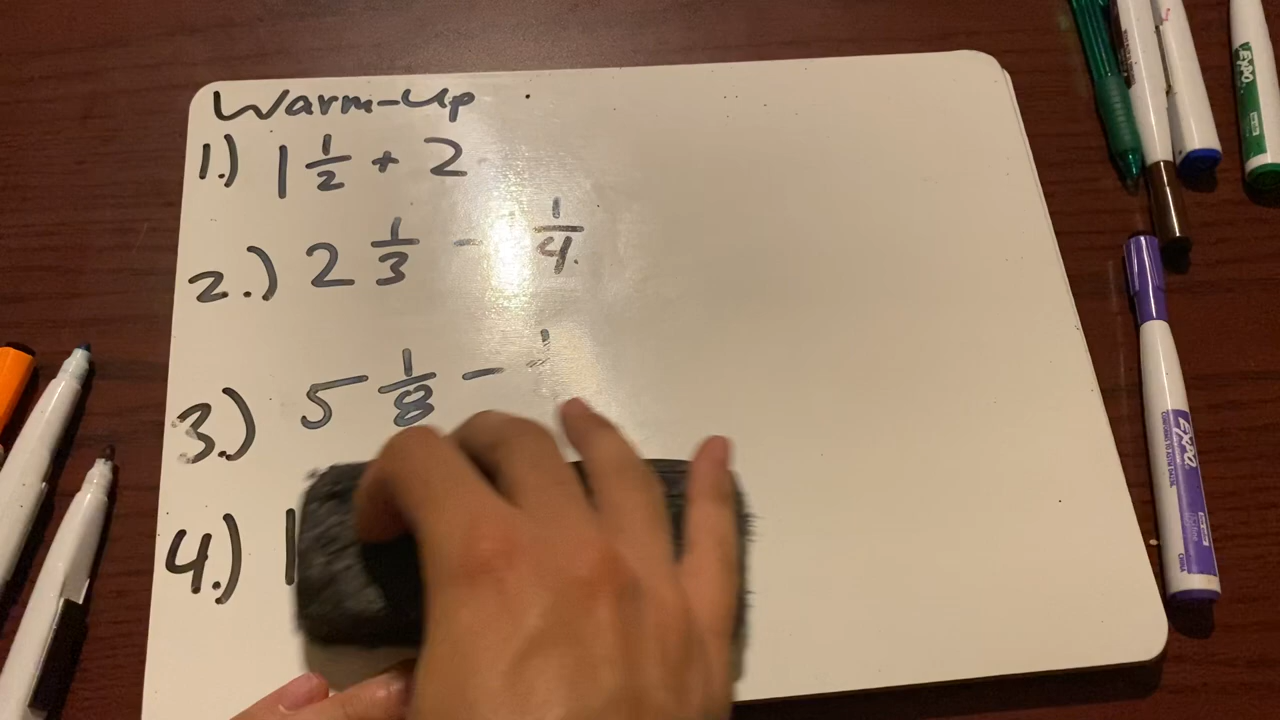 Warm-Up
1.) 1 1/2 + 2
2.) 2 1/3 - 1/4
3.) 5 1/8 -
4.) 1
EXPO
EXPO